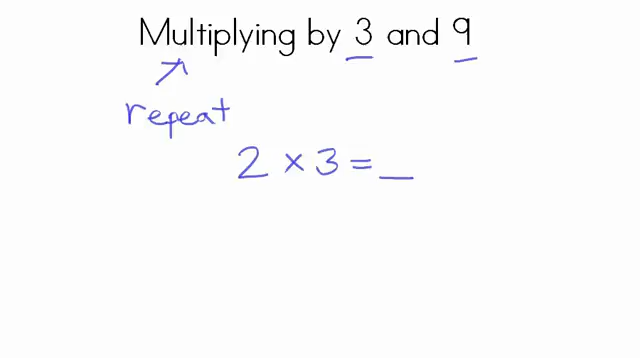 Multiplying by 3 and 9
repeat
2 × 3 = _